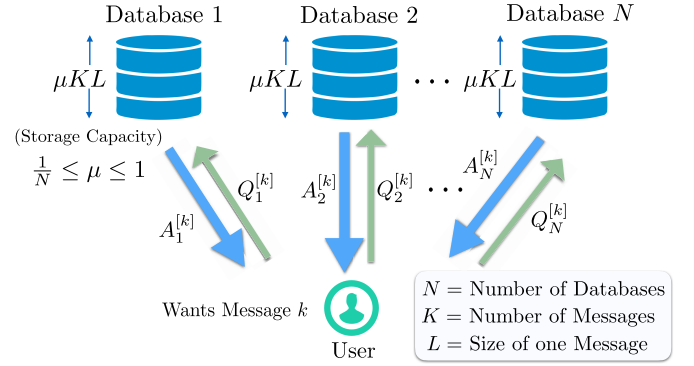 Database 1
Database 2
Database N
μKL
μKL
· · ·
μKL
(Storage Capacity)
1/N ≤ μ ≤ 1
A_1^{[k]}
Q_1^{[k]}
A_2^{[k]}
Q_2^{[k]}
· · ·
A_N^{[k]}
Q_N^{[k]}
Wants Message k
User
N = Number of Databases
K = Number of Messages
L = Size of one Message